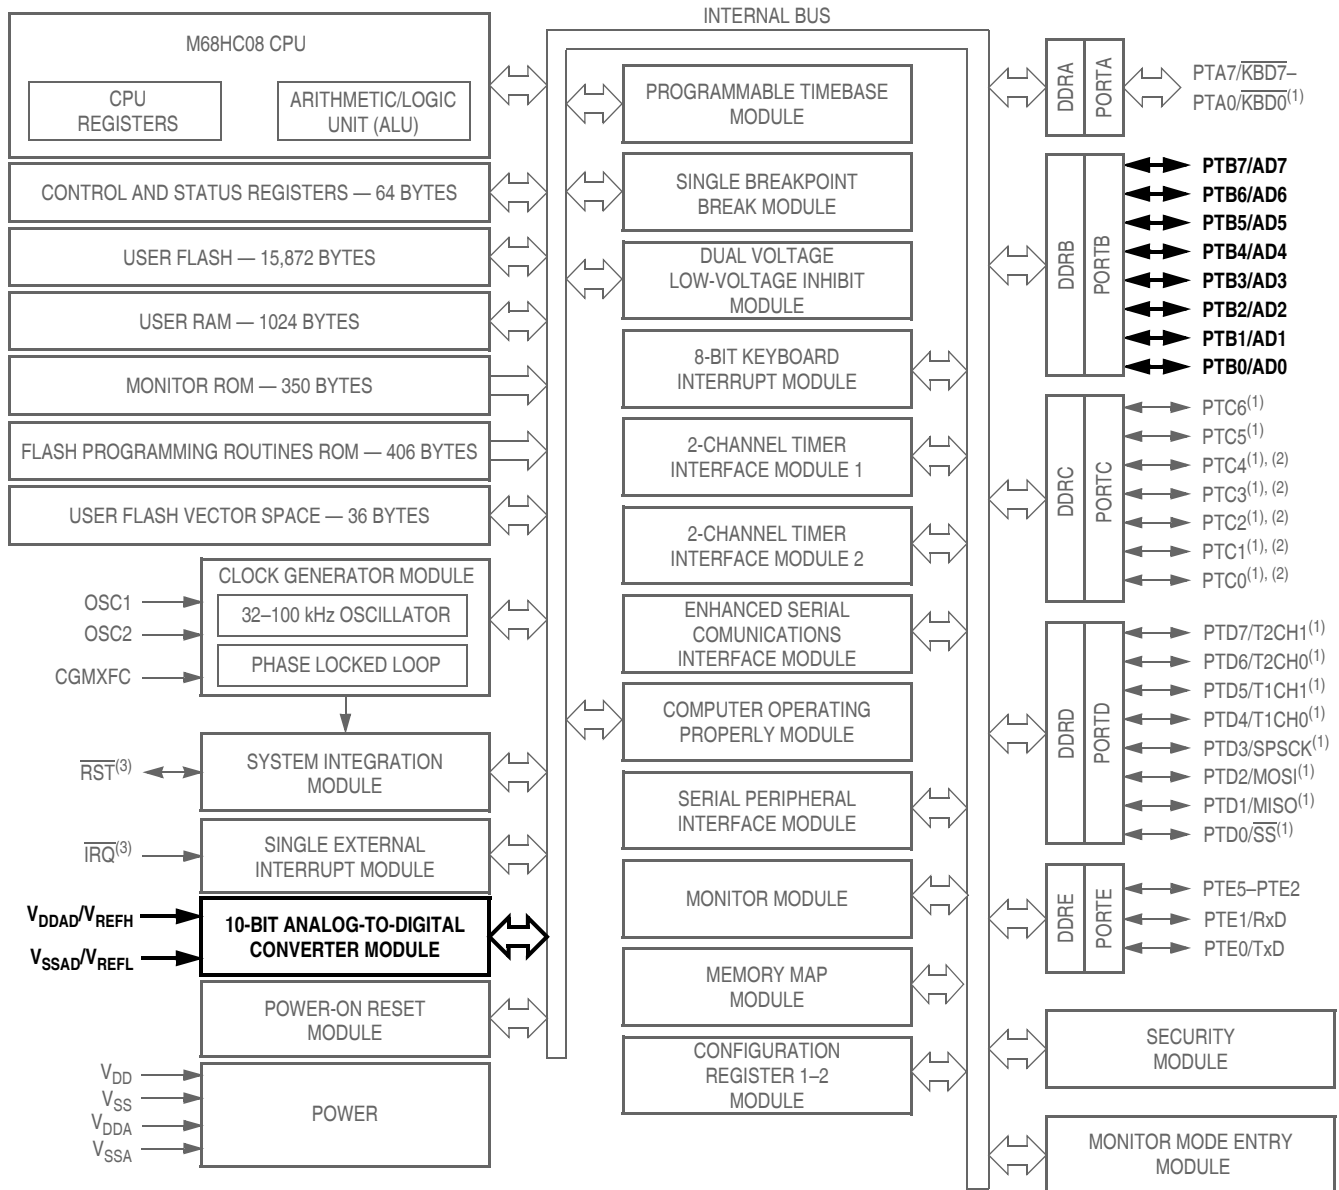 INTERNAL BUS
M68HC08 CPU
CPU
REGISTERS
ARITHMETIC/LOGIC
UNIT (ALU)
CONTROL AND STATUS REGISTERS — 64 BYTES
USER FLASH — 15,872 BYTES
USER RAM — 1024 BYTES
MONITOR ROM — 350 BYTES
FLASH PROGRAMMING ROUTINES ROM — 406 BYTES
USER FLASH VECTOR SPACE — 36 BYTES
CLOCK GENERATOR MODULE
32–100 kHz OSCILLATOR
PHASE LOCKED LOOP
OSC1
OSC2
CGMXFC
SYSTEM INTEGRATION
MODULE
RST(3)
SINGLE EXTERNAL
INTERRUPT MODULE
IRQ(3)
VDDAD/VREFH
VSSAD/VREFL
10-BIT ANALOG-TO-DIGITAL
CONVERTER MODULE
POWER-ON RESET
MODULE
VDD
VSS
VDDA
VSSA
POWER
PROGRAMMABLE TIMEBASE
MODULE
SINGLE BREAKPOINT
BREAK MODULE
DUAL VOLTAGE
LOW-VOLTAGE INHIBIT
MODULE
8-BIT KEYBOARD
INTERRUPT MODULE
2-CHANNEL TIMER
INTERFACE MODULE 1
2-CHANNEL TIMER
INTERFACE MODULE 2
ENHANCED SERIAL
COMUNICATIONS
INTERFACE MODULE
COMPUTER OPERATING
PROPERLY MODULE
SERIAL PERIPHERAL
INTERFACE MODULE
MONITOR MODULE
MEMORY MAP
MODULE
CONFIGURATION
REGISTER 1–2
MODULE
DDRA
PORTA
PTA7/KBD7–
PTA0/KBD0(1)
DDRB
PORTB
PTB7/AD7
PTB6/AD6
PTB5/AD5
PTB4/AD4
PTB3/AD3
PTB2/AD2
PTB1/AD1
PTB0/AD0
DDRC
PORTC
PTC6(1)
PTC5(1)
PTC4(1), (2)
PTC3(1), (2)
PTC2(1), (2)
PTC1(1), (2)
PTC0(1), (2)
DDRD
PORTD
PTD7/T2CH1(1)
PTD6/T2CH0(1)
PTD5/T1CH1(1)
PTD4/T1CH0(1)
PTD3/SPSCK(1)
PTD2/MOSI(1)
PTD1/MISO(1)
PTD0/SS(1)
DDRE
PORTE
PTE5–PTE2
PTE1/RxD
PTE0/TxD
SECURITY
MODULE
MONITOR MODE ENTRY
MODULE